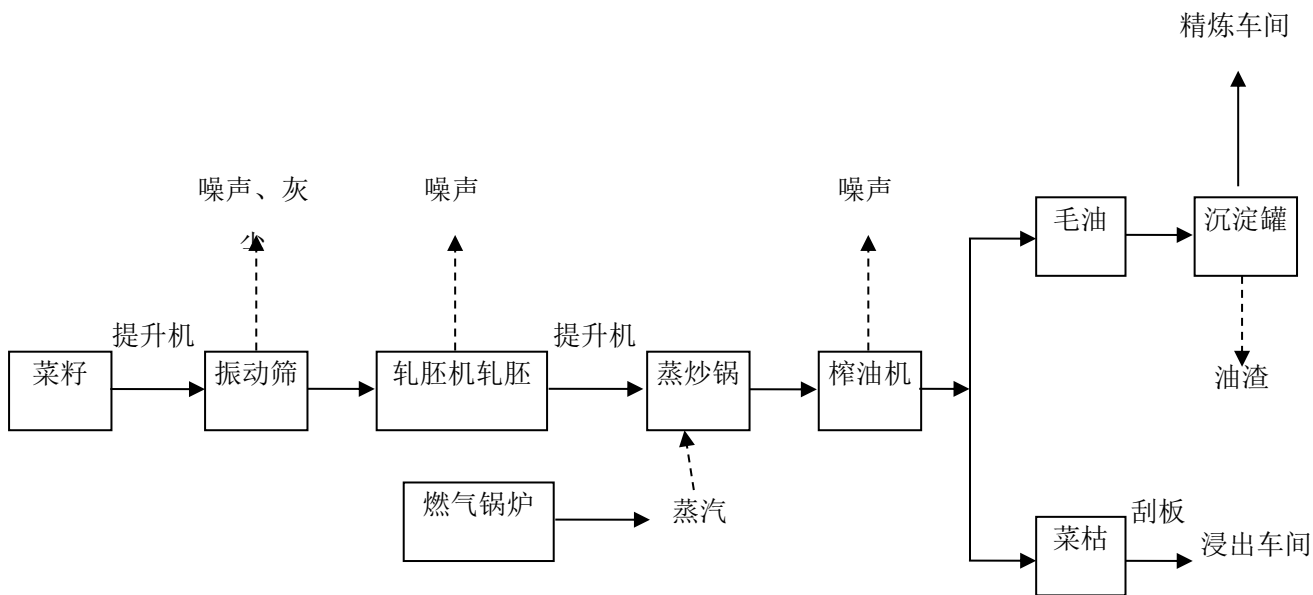 精炼车间
噪声、灰
噪声
噪声
毛油
沉淀罐
提升机
提升机
菜籽
振动筛
轧胚机轧胚
蒸炒锅
榨油机
油渣
燃气锅炉
蒸汽
刮板
菜枯
浸出车间